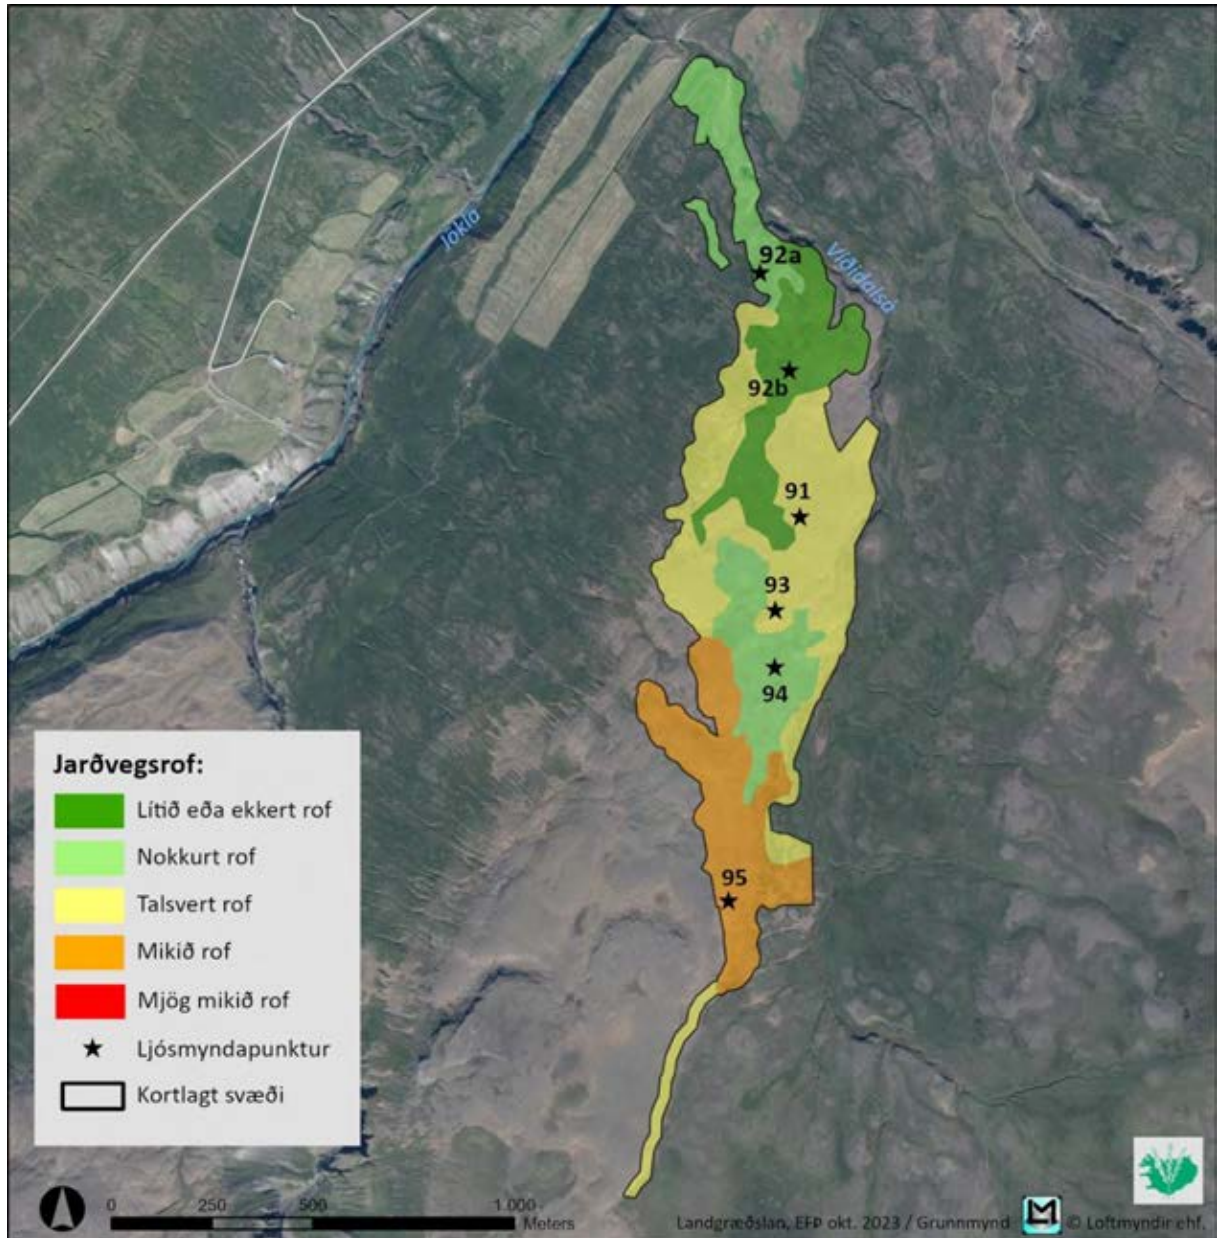 Jökla
92a
Víðidalsá
92b
91
93
94
95
Jarðvegsrof:
Lítið eða ekkert rof
Nokkurt rof
Talsvert rof
Mikið rof
Mjög mikið rof
Ljósmyndapunktur
Kortlagt svæði
0 250 500 1.000
Meters
Landgræðslan, EFÞ okt. 2023 / Grunnmynd © Loftmyndir ehf.